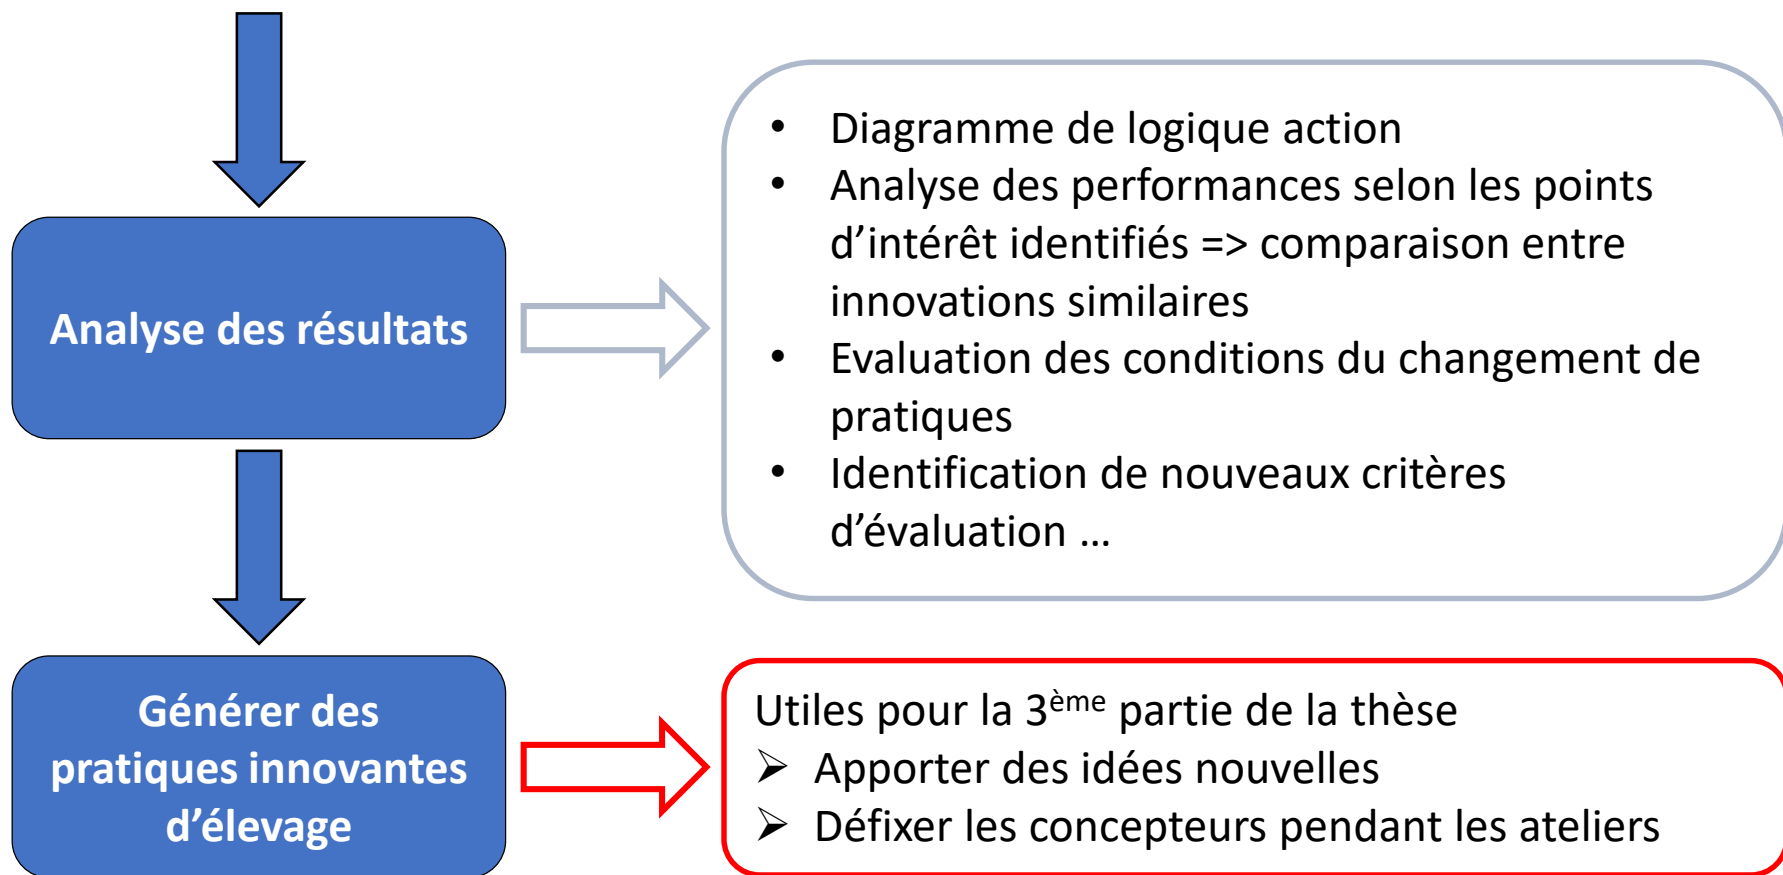 Analyse des résultats
• Diagramme de logique action
• Analyse des performances selon les points
d’intérêt identifiés => comparaison entre
innovations similaires
• Evaluation des conditions du changement de
pratiques
• Identification de nouveaux critères
d’évaluation ...
Générer des
pratiques innovantes
d’élevage
Utiles pour la 3ème partie de la thèse
➢ Apporter des idées nouvelles
➢ Défixer les concepteurs pendant les ateliers